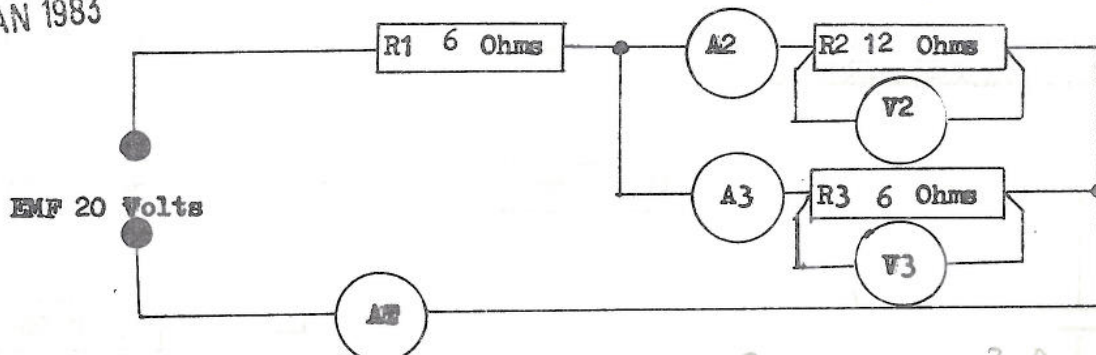 AN 1983
R1 6 Ohms
A2
R2 12 Ohms
V2
EMF 20 Volts
A3
R3 6 Ohms
V3